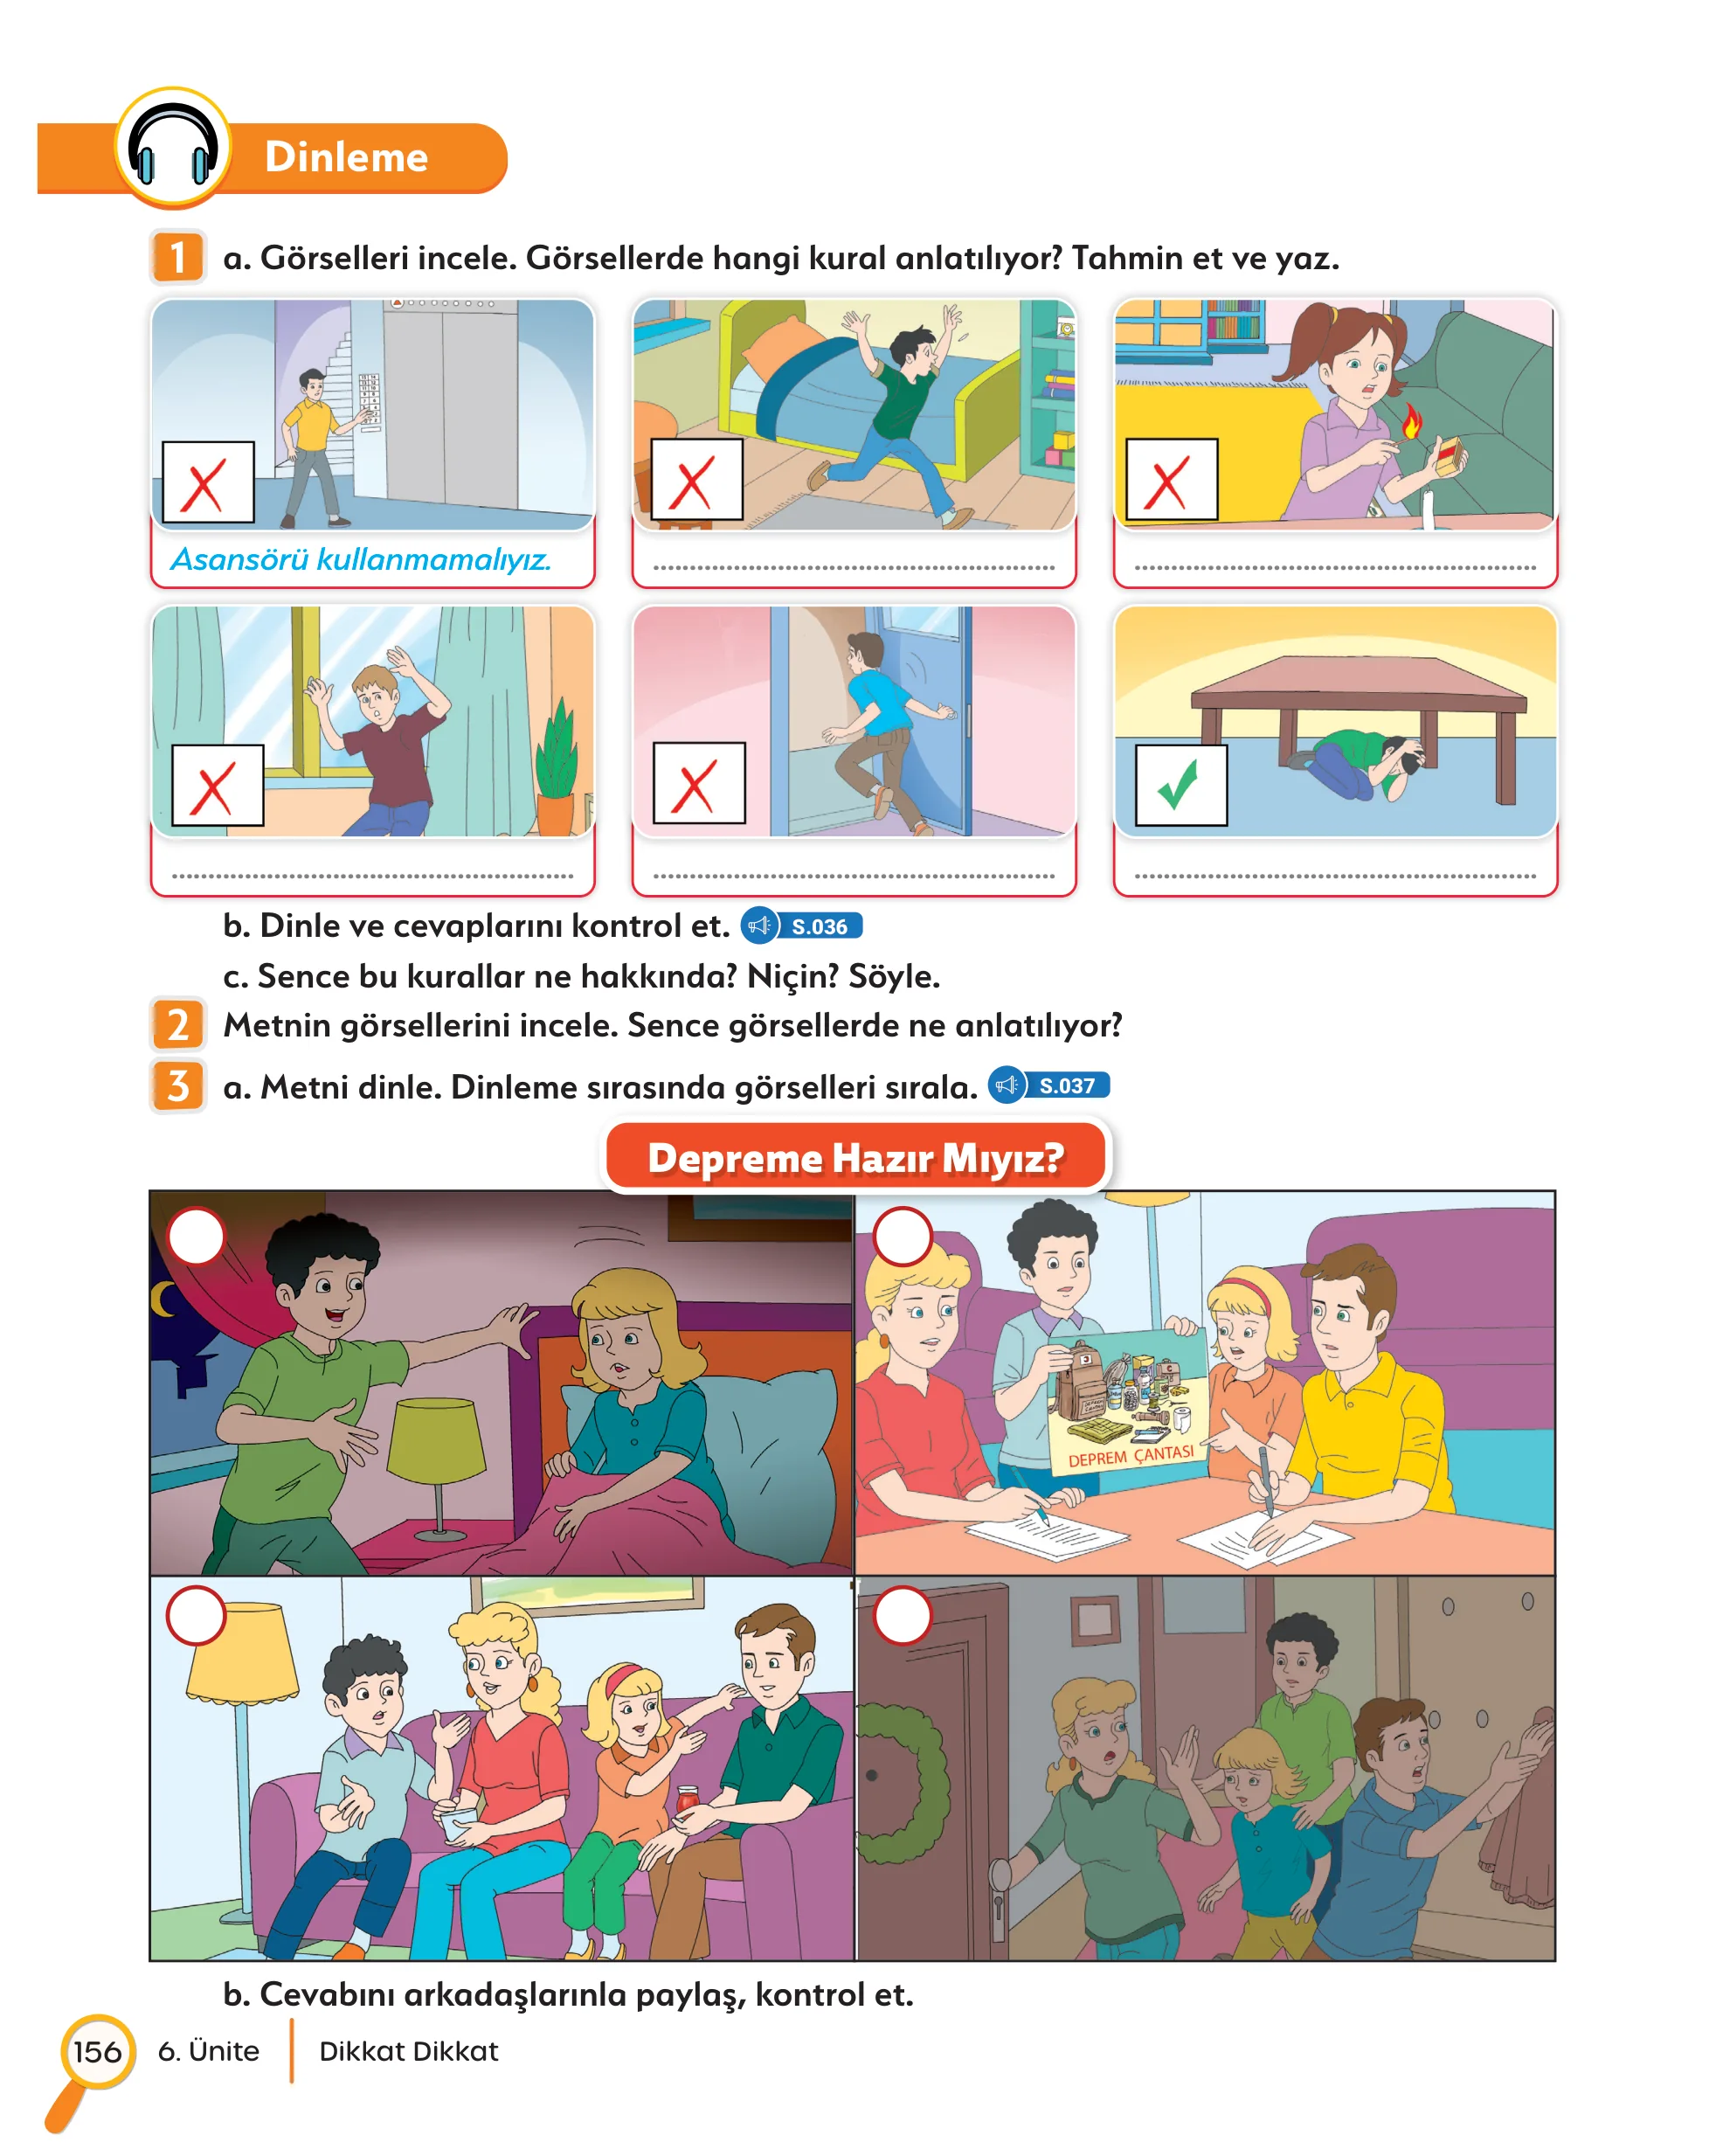 Dinleme
1 a. Görselleri incele. Görsellerde hangi kural anlatılıyor? Tahmin et ve yaz.
Asansörü kullanmamalıyız.
b. Dinle ve cevaplarını kontrol et. S.036
c. Sence bu kurallar ne hakkında? Niçin? Söyle.
2 Metnin görsellerini incele. Sence görsellerde ne anlatılıyor?
3 a. Metni dinle. Dinleme sırasında görselleri sırala. S.037
Depreme Hazır Mıyız?
DEPREM ÇANTASI
b. Cevabını arkadaşlarınla paylaş, kontrol et.
156 6. Ünite Dikkat Dikkat